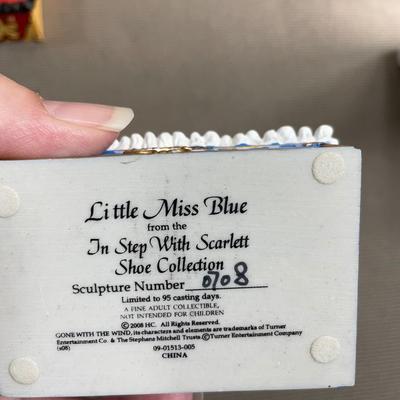 Little Miss Blue
from the
In Step With Scarlett
Shoe Collection
Sculpture Number 0708
Limited to 95 casting days.
A FINE ADULT COLLECTIBLE,
NOT INTENDED FOR CHILDREN
©2008 HC. All Rights Reserved.
GONE WITH THE WIND, its characters and elements are trademarks of Turner
Entertainment Co. & The Stephens Mitchell Trusts. ©Turner Entertainment Company
(s08)
09-01513-005
CHINA